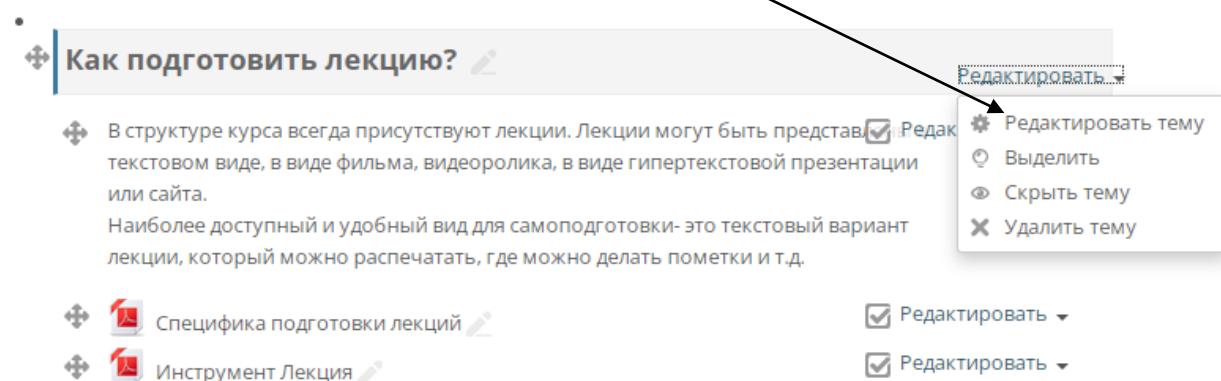 Как подготовить лекцию?
Редактировать
Редактировать тему
Выделить
Скрыть тему
Удалить тему
В структуре курса всегда присутствуют лекции. Лекции могут быть представл Редак
текстовом виде, в виде фильма, видеоролика, в виде гипертекстовой презентации
или сайта.
Наиболее доступный и удобный вид для самоподготовки- это текстовый вариант
лекции, который можно распечатать, где можно делать пометки и т.д.
Специфика подготовки лекций Редактировать
Инструмент Лекция Редактировать